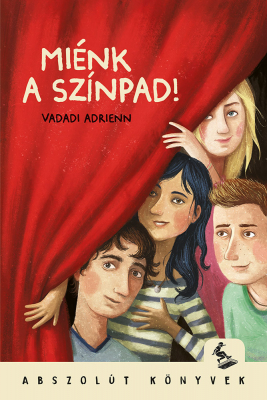 MIÉNK
A SZÍNPAD!
VADADI ADRIENN
ABSZOLÚT KÖNYVEK